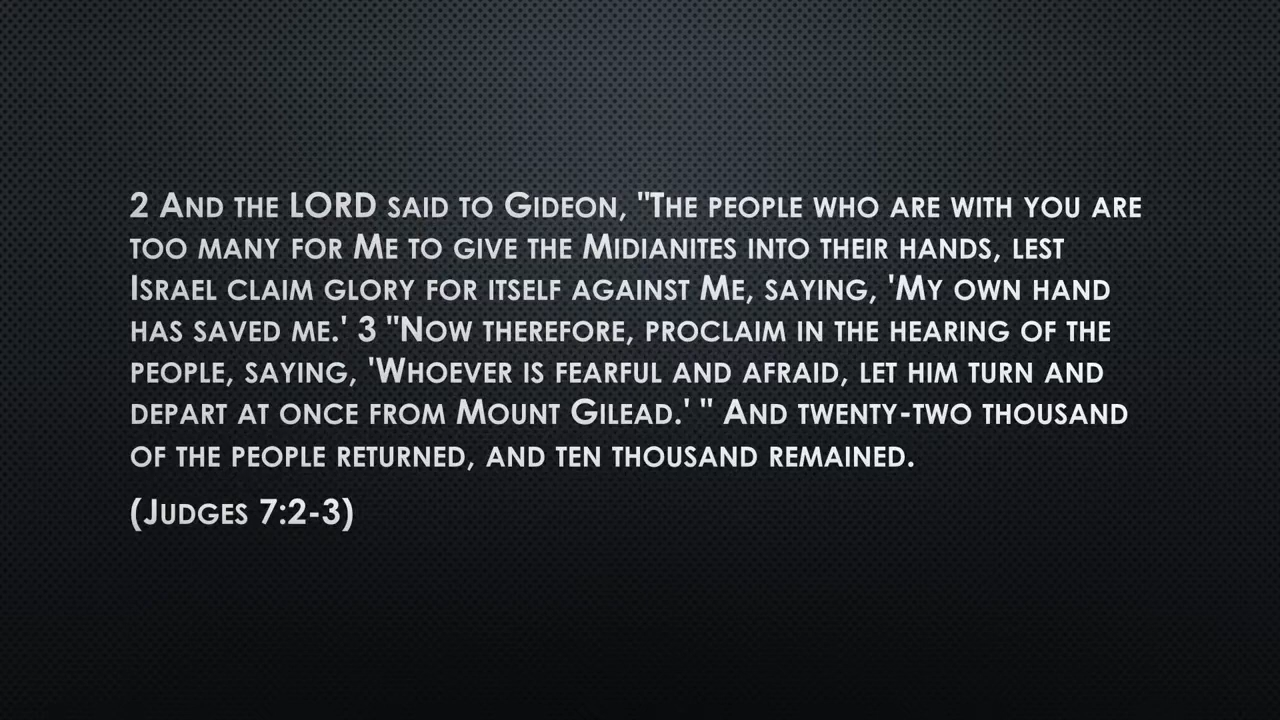 2 And the LORD said to Gideon, "The people who are with you are
too many for Me to give the Midianites into their hands, lest
Israel claim glory for itself against Me, saying, 'My own hand
has saved me.' 3 "Now therefore, proclaim in the hearing of the
people, saying, 'Whoever is fearful and afraid, let him turn and
depart at once from Mount Gilead.' " And twenty-two thousand
of the people returned, and ten thousand remained.
(Judges 7:2-3)